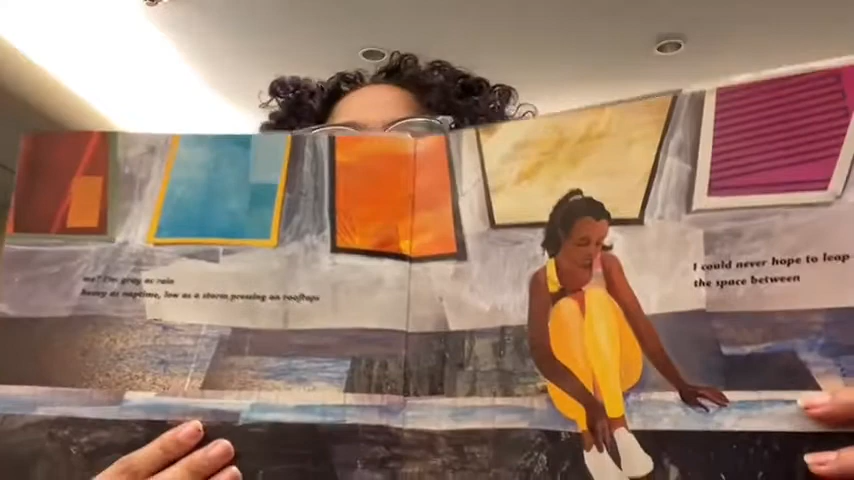 "me? I'm gray as rain
heavy as naptime, low as a storm pressing on rooftops
I could never hope to leap
the space between